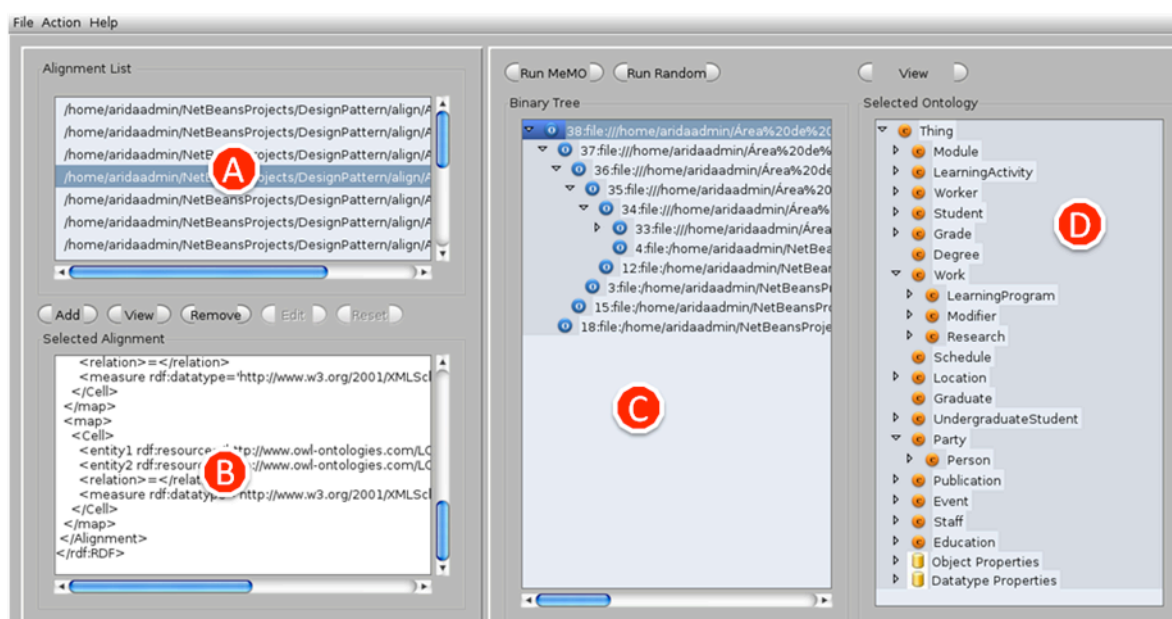 File Action Help
Alignment List
/home/aridaadmin/NetBeansProjects/DesignPattern/align/A
/home/aridaadmin/NetBeansProjects/DesignPattern/align/A
/home/aridaadmin/NetBeansProjects/DesignPattern/align/A
/home/aridaadmin/NetBeansProjects/DesignPattern/align/A
/home/aridaadmin/NetBeansProjects/DesignPattern/align/A
/home/aridaadmin/NetBeansProjects/DesignPattern/align/A
/home/aridaadmin/NetBeansProjects/DesignPattern/align/A
A
Add View Remove Edit Reset
Selected Alignment
<relation>=</relation>
<measure rdf:datatype='http://www.w3.org/2001/XMLScl
</Cell>
</map>
<map>
<Cell>
<entity1 rdf:resource='http://www.owl-ontologies.com/LO
<entity2 rdf:resource='http://www.owl-ontologies.com/LO
<relation>=</relation>
<measure rdf:datatype='http://www.w3.org/2001/XMLScl
</Cell>
</map>
</Alignment>
</rdf:RDF>
B
Run MeMO Run Random
Binary Tree
38:file:///home/aridaadmin/Área%20de%20
37:file:///home/aridaadmin/Área%20de%
36:file:///home/aridaadmin/Área%20de
35:file:///home/aridaadmin/Área%20
34:file:///home/aridaadmin/Área%
33:file:///home/aridaadmin/Área
4:file:/home/aridaadmin/NetBea
12:file:/home/aridaadmin/NetBear
3:file:/home/aridaadmin/NetBeansP
15:file:/home/aridaadmin/NetBeansPr
18:file:/home/aridaadmin/NetBeansProje
C
View
Selected Ontology
Thing
Module
LearningActivity
Worker
Student
Grade
Degree
Work
LearningProgram
Modifier
Research
Schedule
Location
Graduate
UndergraduateStudent
Party
Person
Publication
Event
Staff
Education
Object Properties
Datatype Properties
D